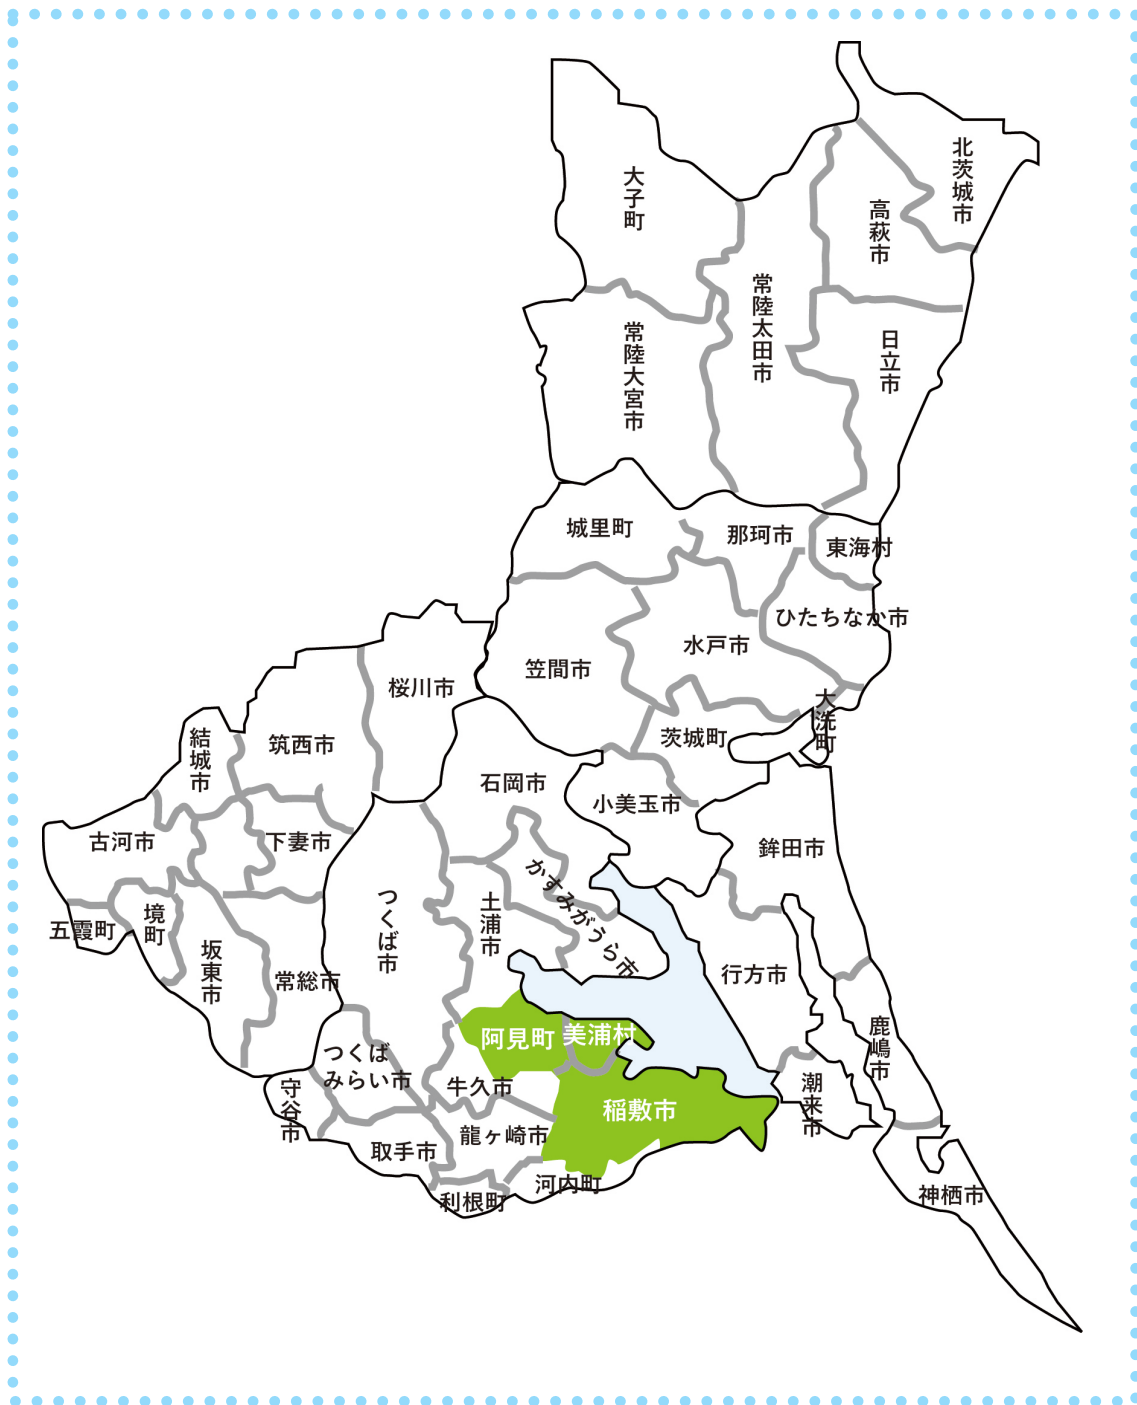 北茨城市
大子町
高萩市
常陸太田市
常陸大宮市
日立市
城里町
那珂市
東海村
ひたちなか市
水戸市
笠間市
桜川市
大洗町
茨城町
結城市
筑西市
石岡市
小美玉市
古河市
下妻市
鉾田市
かすみがうら市
つくば市
土浦市
境町
五霞町
坂東市
常総市
行方市
阿見町
美浦村
鹿嶋市
つくば
みらい市
牛久市
守谷市
稲敷市
潮来市
龍ヶ崎市
取手市
河内町
利根町
神栖市